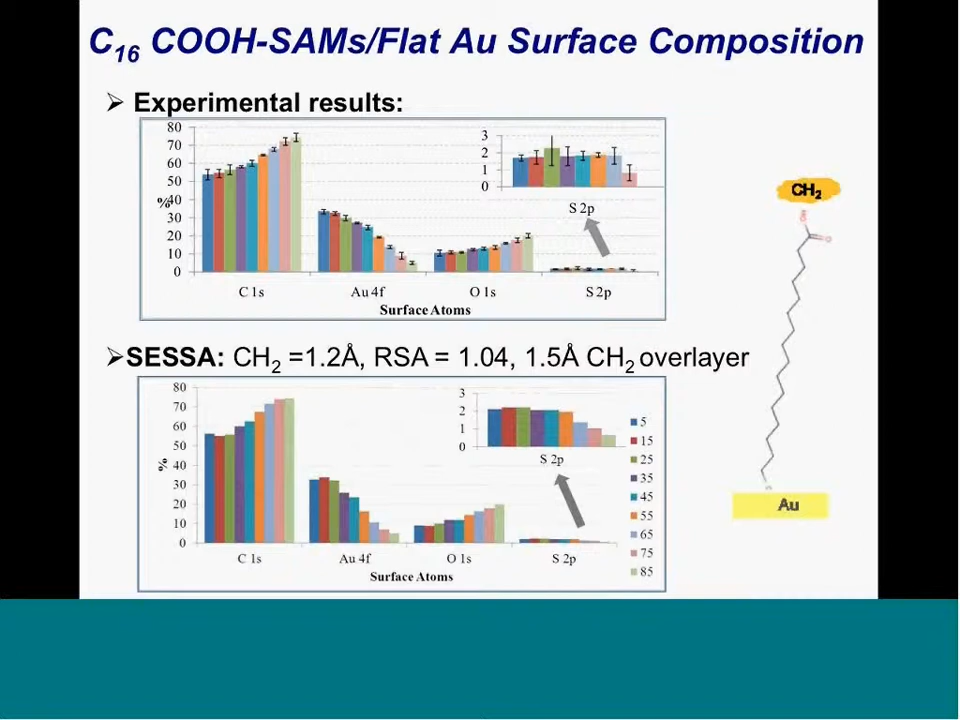 C16 COOH-SAMs/Flat Au Surface Composition
➢ Experimental results:
80
70
60
50
40
30
20
10
0
%
C 1s Au 4f O 1s S 2p
Surface Atoms
3
2
1
0
S 2p
➢SESSA: CH2 =1.2Å, RSA = 1.04, 1.5Å CH2 overlayer
80
70
60
50
40
30
20
10
0
%
C 1s Au 4f O 1s S 2p
Surface Atoms
3
2
1
0
S 2p
5
15
25
35
45
55
65
75
85
CH2
OH
O
S
Au